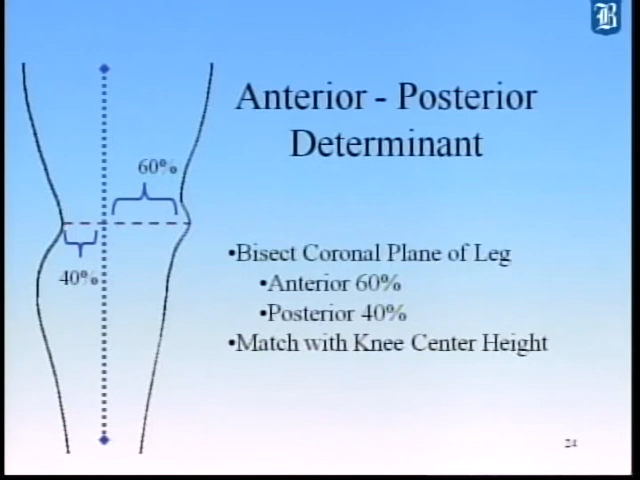 B
Anterior - Posterior
Determinant
60%
40%
•Bisect Coronal Plane of Leg
•Anterior 60%
•Posterior 40%
•Match with Knee Center Height
24